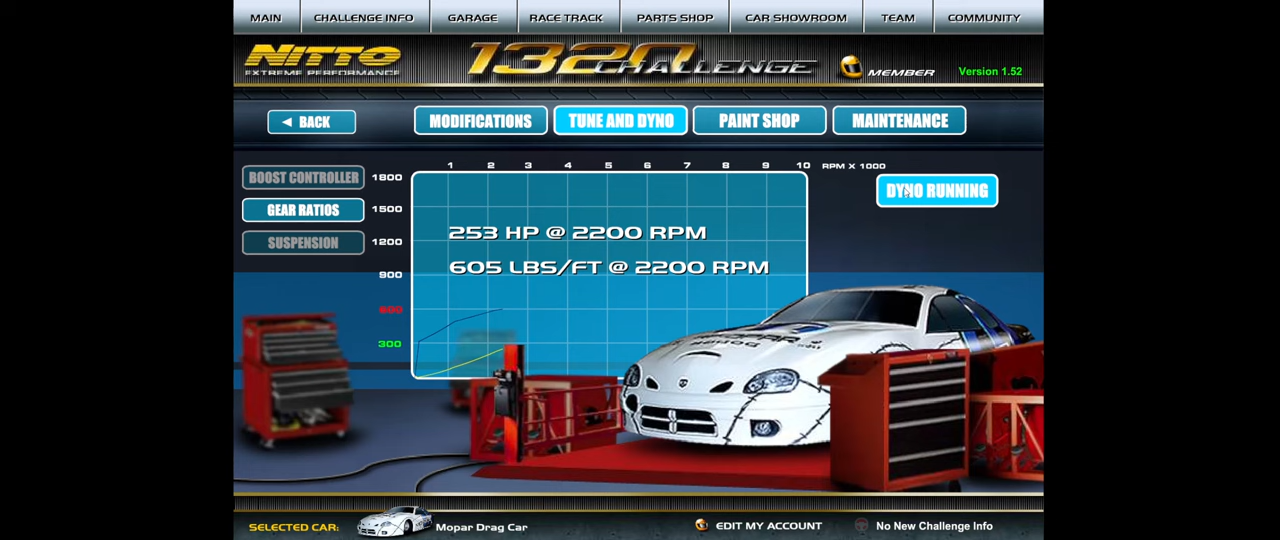 MAIN
CHALLENGE INFO
GARAGE
RACE TRACK
PARTS SHOP
CAR SHOWROOM
TEAM
COMMUNITY
NITTO
EXTREME PERFORMANCE
1320 CHALLENGE
MEMBER
Version 1.52
BACK
MODIFICATIONS
TUNE AND DYNO
PAINT SHOP
MAINTENANCE
1 2 3 4 5 6 7 8 9 10 RPM X 1000
BOOST CONTROLLER
GEAR RATIOS
SUSPENSION
1800
1500
1200
900
600
300
DYNO RUNNING
253 HP @ 2200 RPM
605 LBS/FT @ 2200 RPM
MOPAR
SELECTED CAR:
Mopar Drag Car
EDIT MY ACCOUNT
No New Challenge Info